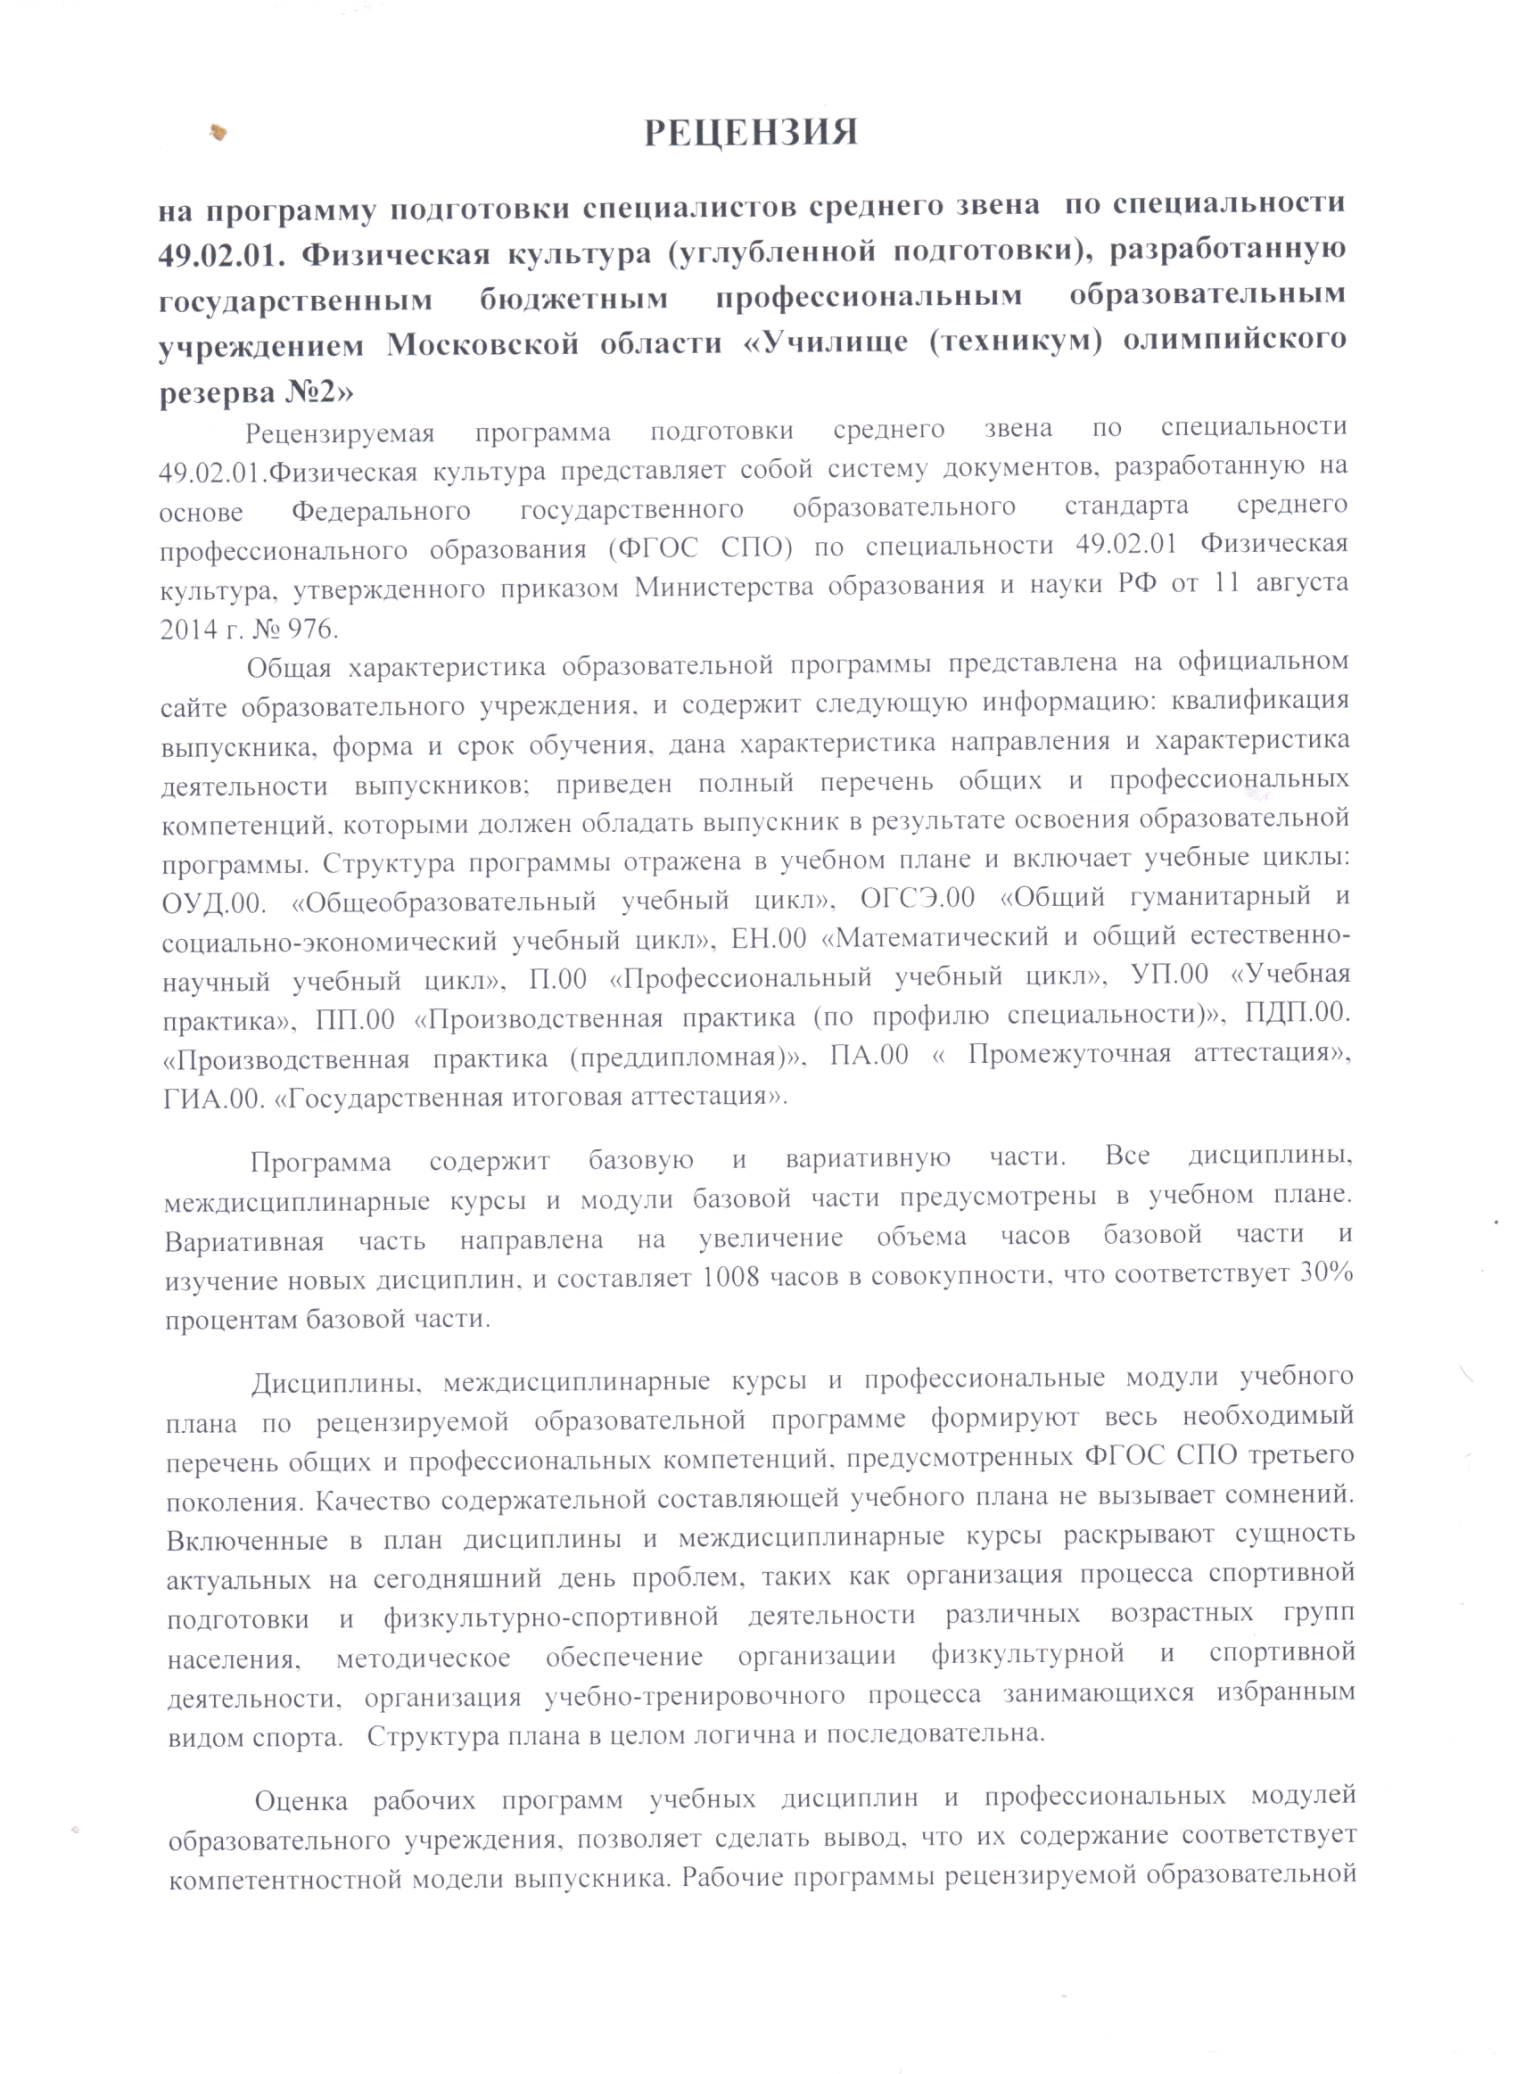 РЕЦЕНЗИЯ
на программу подготовки специалистов среднего звена по специальности
49.02.01. Физическая культура (углубленной подготовки), разработанную
государственным бюджетным профессиональным образовательным
учреждением Московской области «Училище (техникум) олимпийского
резерва №2»
Рецензируемая программа подготовки среднего звена по специальности
49.02.01.Физическая культура представляет собой систему документов, разработанную на
основе Федерального государственного образовательного стандарта среднего
профессионального образования (ФГОС СПО) по специальности 49.02.01 Физическая
культура, утвержденного приказом Министерства образования и науки РФ от 11 августа
2014 г. № 976.
Общая характеристика образовательной программы представлена на официальном
сайте образовательного учреждения, и содержит следующую информацию: квалификация
выпускника, форма и срок обучения, дана характеристика направления и характеристика
деятельности выпускников; приведен полный перечень общих и профессиональных
компетенций, которыми должен обладать выпускник в результате освоения образовательной
программы. Структура программы отражена в учебном плане и включает учебные циклы:
ОУД.00. «Общеобразовательный учебный цикл», ОГСЭ.00 «Общий гуманитарный и
социально-экономический учебный цикл», ЕН.00 «Математический и общий естественно-
научный учебный цикл», П.00 «Профессиональный учебный цикл», УП.00 «Учебная
практика», ПП.00 «Производственная практика (по профилю специальности)», ПДП.00.
«Производственная практика (преддипломная)», ПА.00 « Промежуточная аттестация»,
ГИА.00. «Государственная итоговая аттестация».
Программа содержит базовую и вариативную части. Все дисциплины,
междисциплинарные курсы и модули базовой части предусмотрены в учебном плане.
Вариативная часть направлена на увеличение объема часов базовой части и
изучение новых дисциплин, и составляет 1008 часов в совокупности, что соответствует 30%
процентам базовой части.
Дисциплины, междисциплинарные курсы и профессиональные модули учебного
плана по рецензируемой образовательной программе формируют весь необходимый
перечень общих и профессиональных компетенций, предусмотренных ФГОС СПО третьего
поколения. Качество содержательной составляющей учебного плана не вызывает сомнений.
Включенные в план дисциплины и междисциплинарные курсы раскрывают сущность
актуальных на сегодняшний день проблем, таких как организация процесса спортивной
подготовки и физкультурно-спортивной деятельности различных возрастных групп
населения, методическое обеспечение организации физкультурной и спортивной
деятельности, организация учебно-тренировочного процесса занимающихся избранным
видом спорта. Структура плана в целом логична и последовательна.
Оценка рабочих программ учебных дисциплин и профессиональных модулей
образовательного учреждения, позволяет сделать вывод, что их содержание соответствует
компетентностной модели выпускника. Рабочие программы рецензируемой образовательной